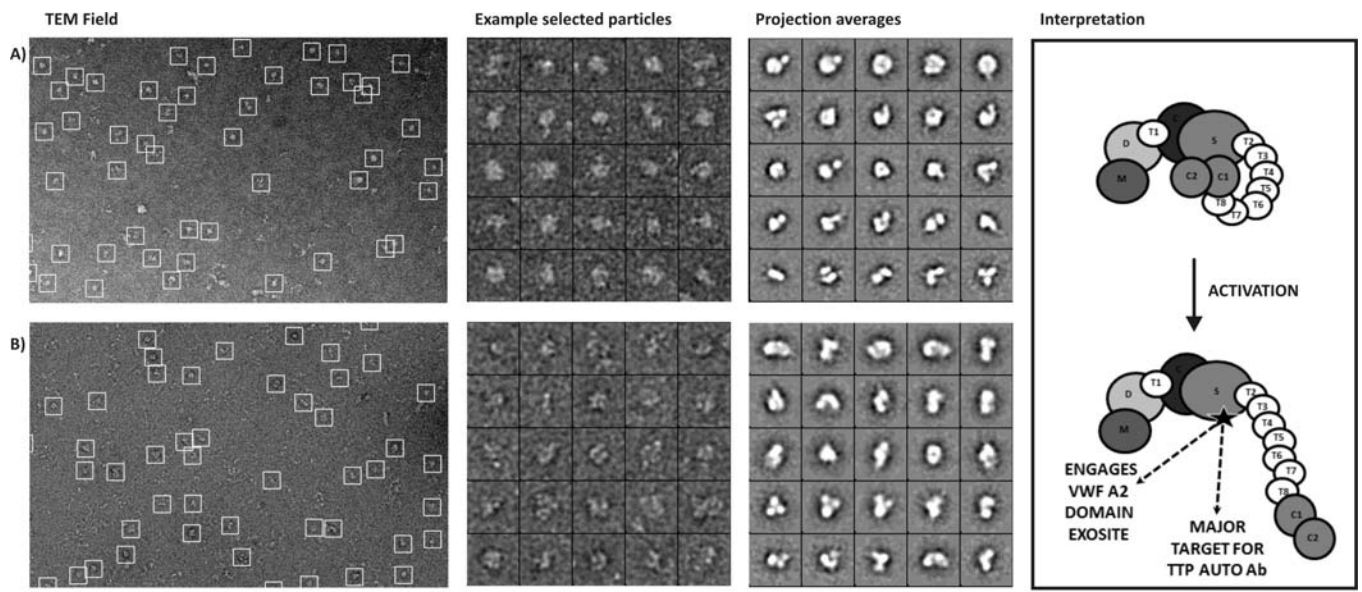 TEM Field
Example selected particles
Projection averages
Interpretation
A)
T1
C
D
S
T2
T3
M
C2
C1
T4
T5
T8
T6
T7
ACTIVATION
B)
C
T1
S
T2
D
T3
T4
M
T5
ENGAGES
VWF A2
DOMAIN
EXOSITE
T6
T7
T8
C1
C2
MAJOR
TARGET FOR
TTP AUTO Ab